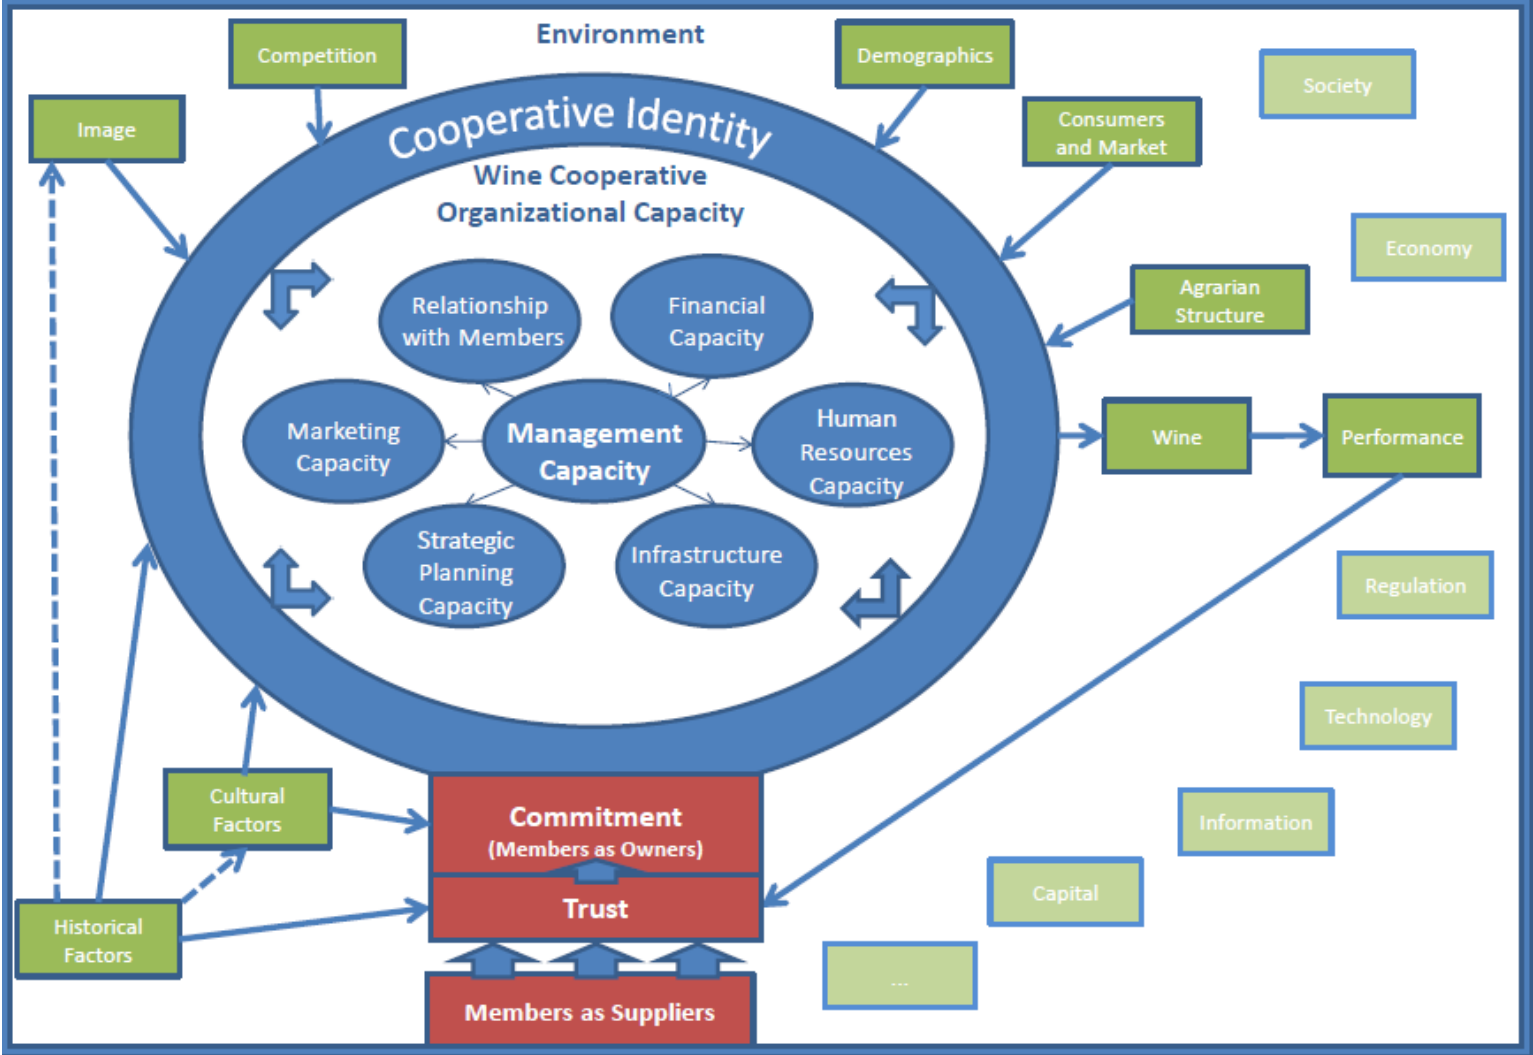 Environment
Competition
Demographics
Society
Image
Consumers
and Market
Cooperative Identity
Wine Cooperative
Organizational Capacity
Economy
Relationship
with Members
Financial
Capacity
Agrarian
Structure
Marketing
Capacity
Management
Capacity
Human
Resources
Capacity
Wine
Performance
Strategic
Planning
Capacity
Infrastructure
Capacity
Regulation
Technology
Cultural
Factors
Commitment
(Members as Owners)
Information
Capital
Trust
Historical
Factors
...
Members as Suppliers